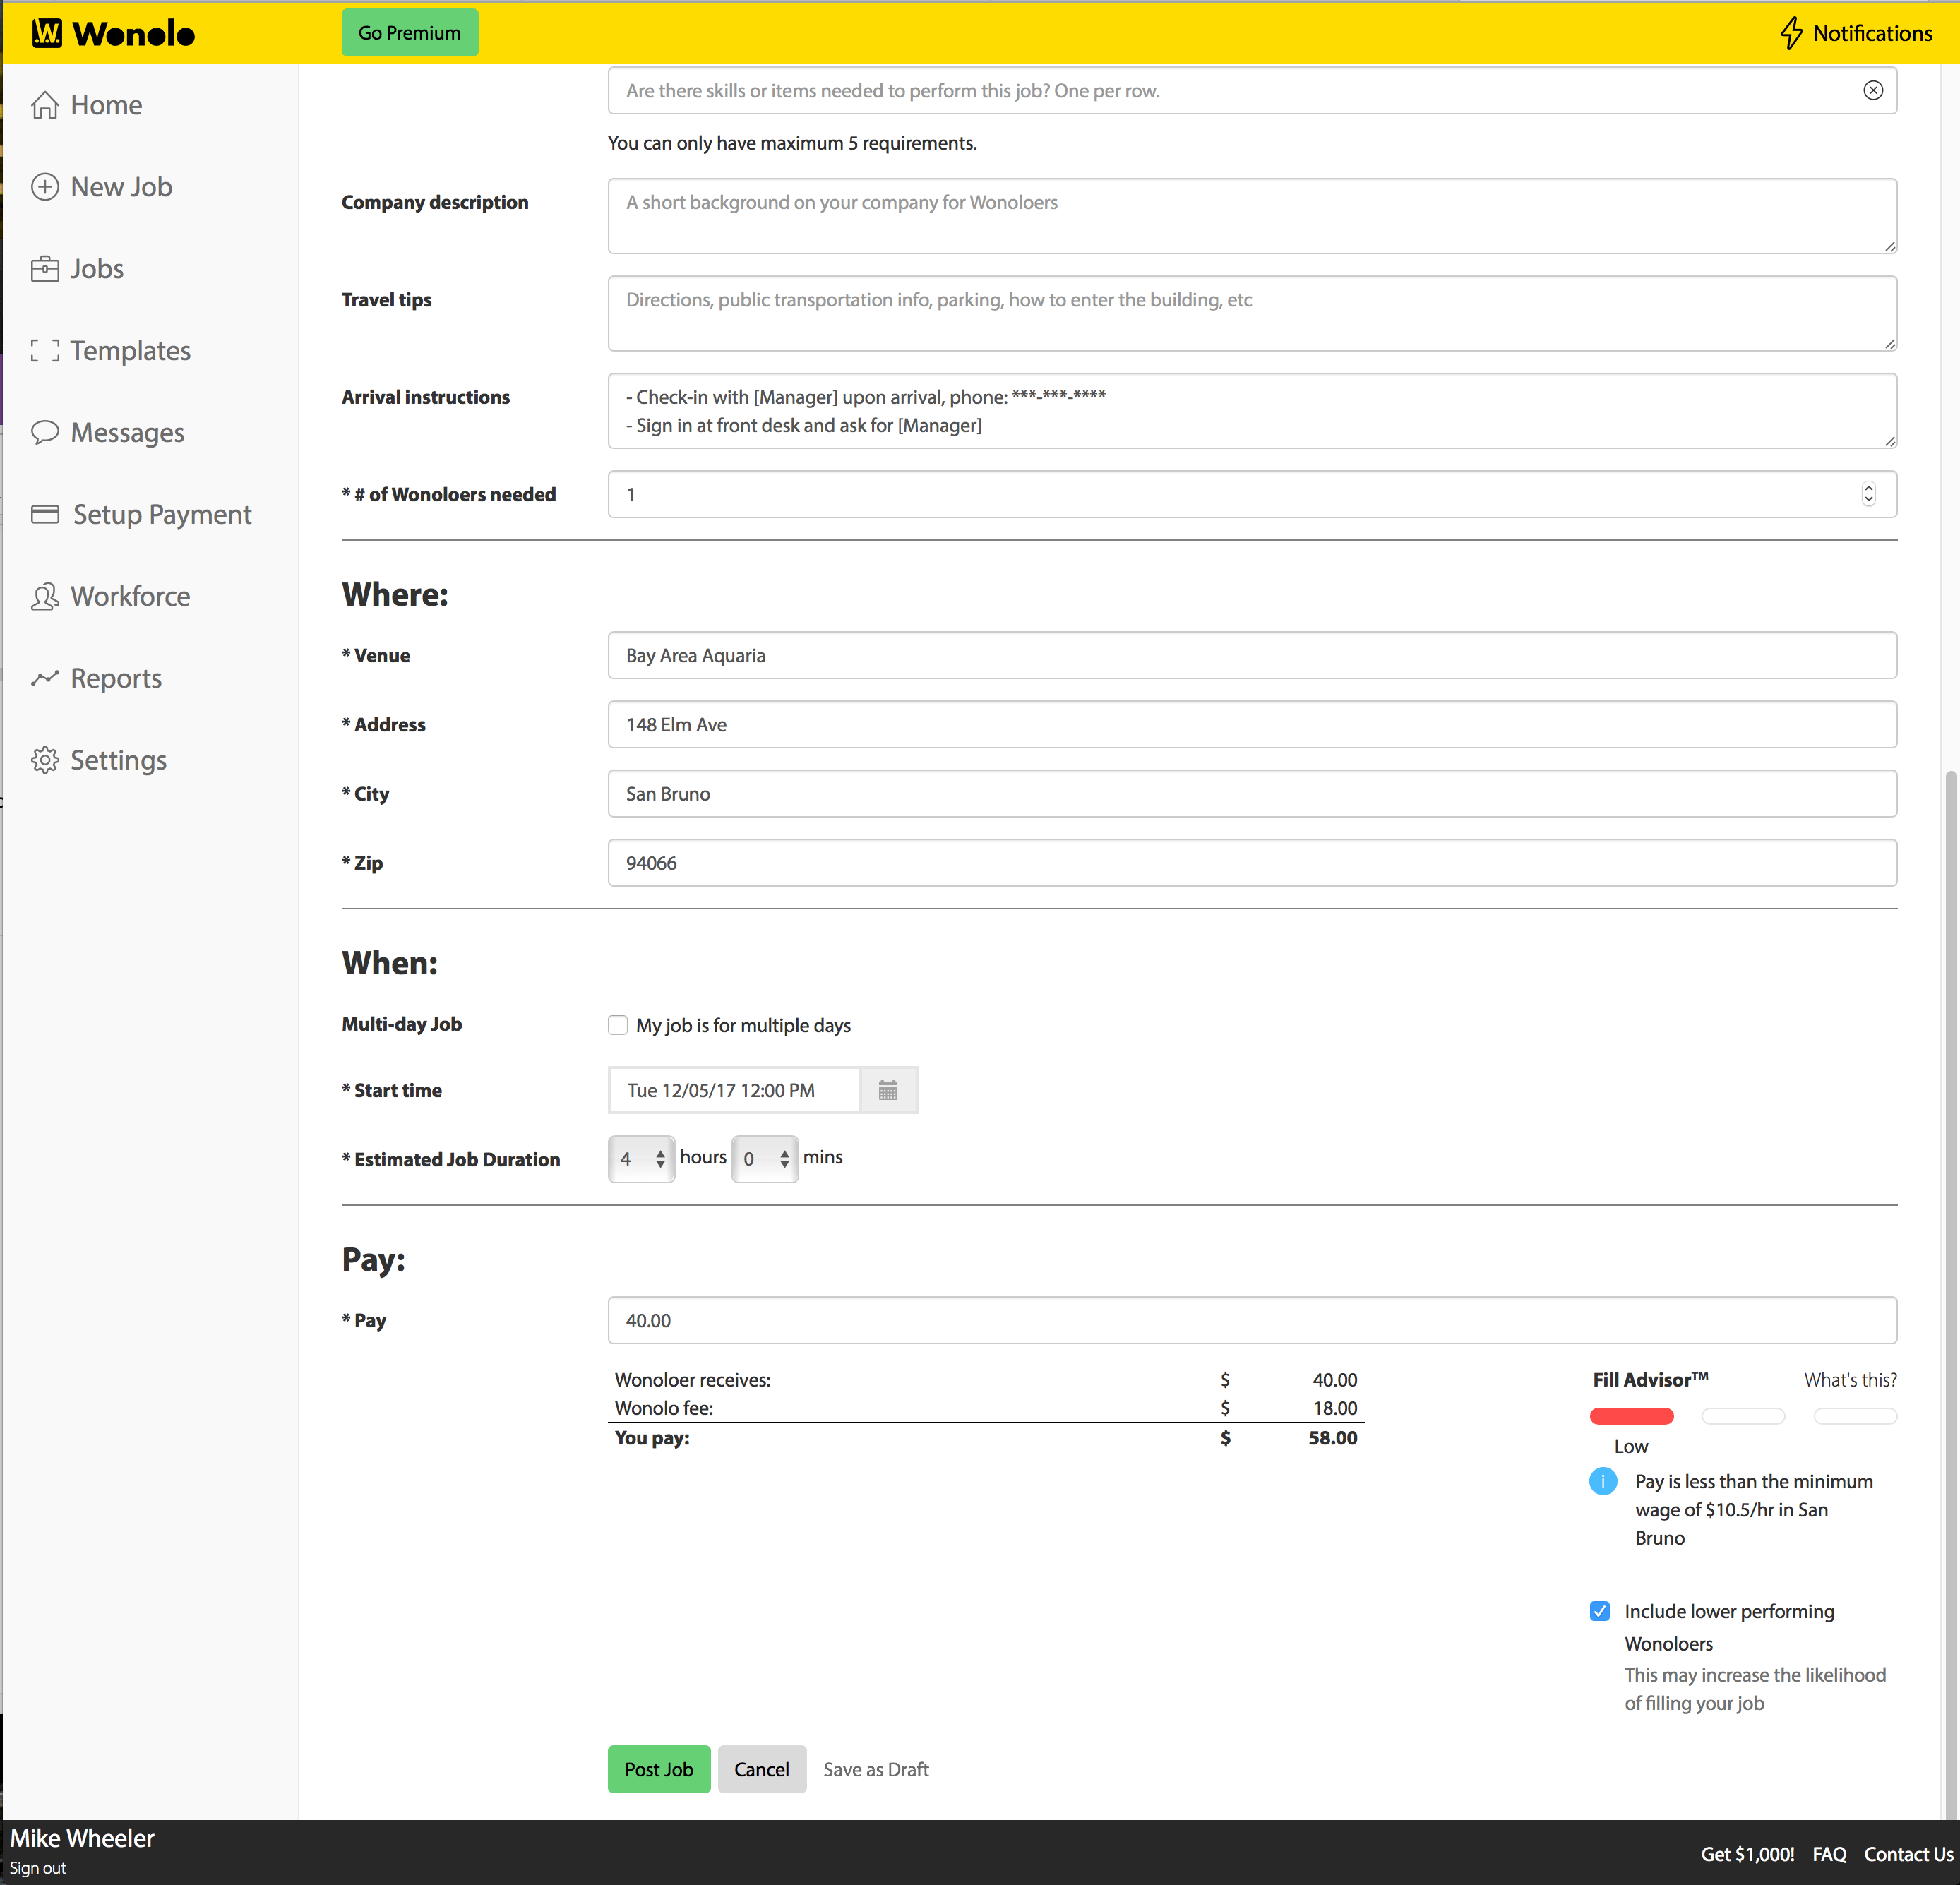 .W. Wonolo
Go Premium
Notifications
Home
New Job
Jobs
Templates
Messages
Setup Payment
Workforce
Reports
Settings
Are there skills or items needed to perform this job? One per row.
You can only have maximum 5 requirements.
Company description
A short background on your company for Wonoloers
Travel tips
Directions, public transportation info, parking, how to enter the building, etc
Arrival instructions
- Check-in with [Manager] upon arrival, phone: ***-***-****
- Sign in at front desk and ask for [Manager]
* # of Wonoloers needed
1
Where:
* Venue
Bay Area Aquaria
* Address
148 Elm Ave
* City
San Bruno
* Zip
94066
When:
Multi-day Job
My job is for multiple days
* Start time
Tue 12/05/17 12:00 PM
* Estimated Job Duration
4 hours 0 mins
Pay:
* Pay
40.00
Wonoloer receives: $ 40.00
Wonolo fee: $ 18.00
You pay: $ 58.00
Fill Advisor™ What's this?
Low
i Pay is less than the minimum
wage of $10.5/hr in San
Bruno
Include lower performing
Wonoloers
This may increase the likelihood
of filling your job
Post Job Cancel Save as Draft
Mike Wheeler
Sign out
Get $1,000! FAQ Contact Us